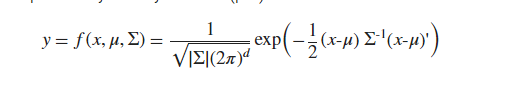 y = f(x, μ, Σ) = 1/√(|Σ|(2π)^d) exp(-1/2 (x-μ) Σ^-1(x-μ)')